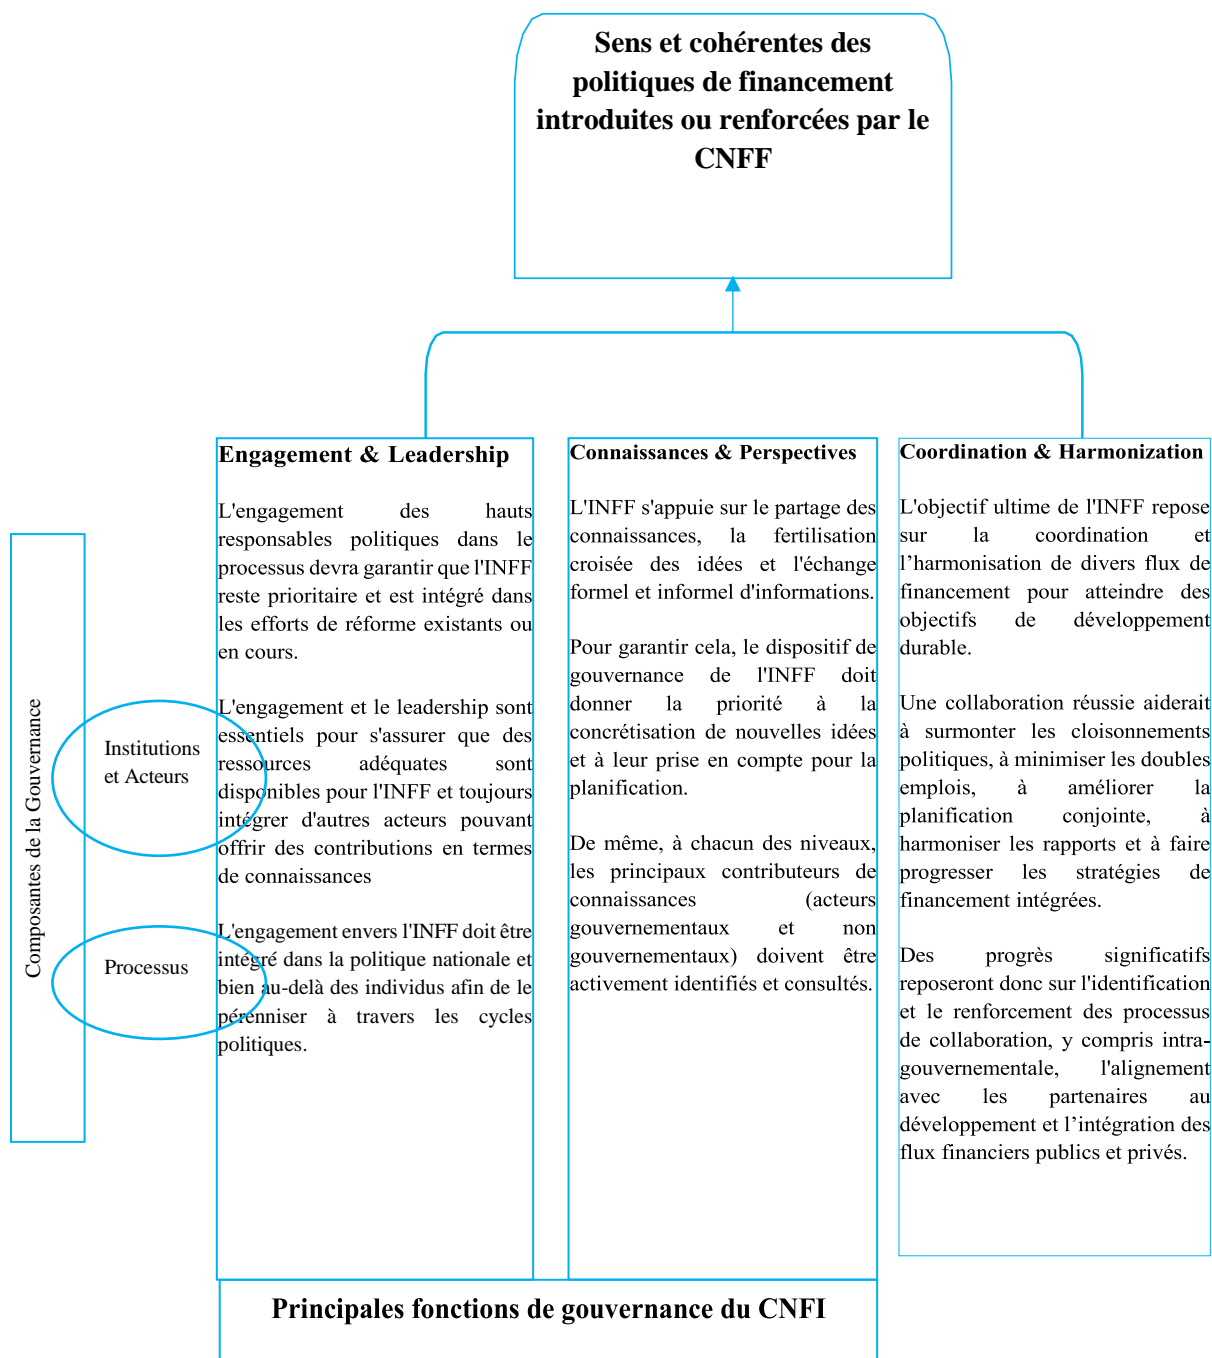 Sens et cohérentes des
politiques de financement
introduites ou renforcées par le
CNFF
Composantes de la Gouvernance
Institutions
et Acteurs
Processus
Engagement & Leadership
L'engagement des hauts
responsables politiques dans le
processus devra garantir que l'INFF
reste prioritaire et est intégré dans
les efforts de réforme existants ou
en cours.
L'engagement et le leadership sont
essentiels pour s'assurer que des
ressources adéquates sont
disponibles pour l'INFF et toujours
intégrer d'autres acteurs pouvant
offrir des contributions en termes
de connaissances
L'engagement envers l'INFF doit être
intégré dans la politique nationale et
bien au-delà des individus afin de le
pérenniser à travers les cycles
politiques.
Connaissances & Perspectives
L'INFF s'appuie sur le partage des
connaissances, la fertilisation
croisée des idées et l'échange
formel et informel d'informations.
Pour garantir cela, le dispositif de
gouvernance de l'INFF doit
donner la priorité à la
concrétisation de nouvelles idées
et à leur prise en compte pour la
planification.
De même, à chacun des niveaux,
les principaux contributeurs de
connaissances (acteurs
gouvernementaux et non
gouvernementaux) doivent être
activement identifiés et consultés.
Coordination & Harmonization
L'objectif ultime de l'INFF repose
sur la coordination et
l’harmonisation de divers flux de
financement pour atteindre des
objectifs de développement
durable.
Une collaboration réussie aiderait
à surmonter les cloisonnements
politiques, à minimiser les doubles
emplois, à améliorer la
planification conjointe, à
harmoniser les rapports et à faire
progresser les stratégies de
financement intégrées.
Des progrès significatifs
reposeront donc sur l'identification
et le renforcement des processus
de collaboration, y compris intra-
gouvernementale, l'alignement
avec les partenaires au
développement et l’intégration des
flux financiers publics et privés.
Principales fonctions de gouvernance du CNFI